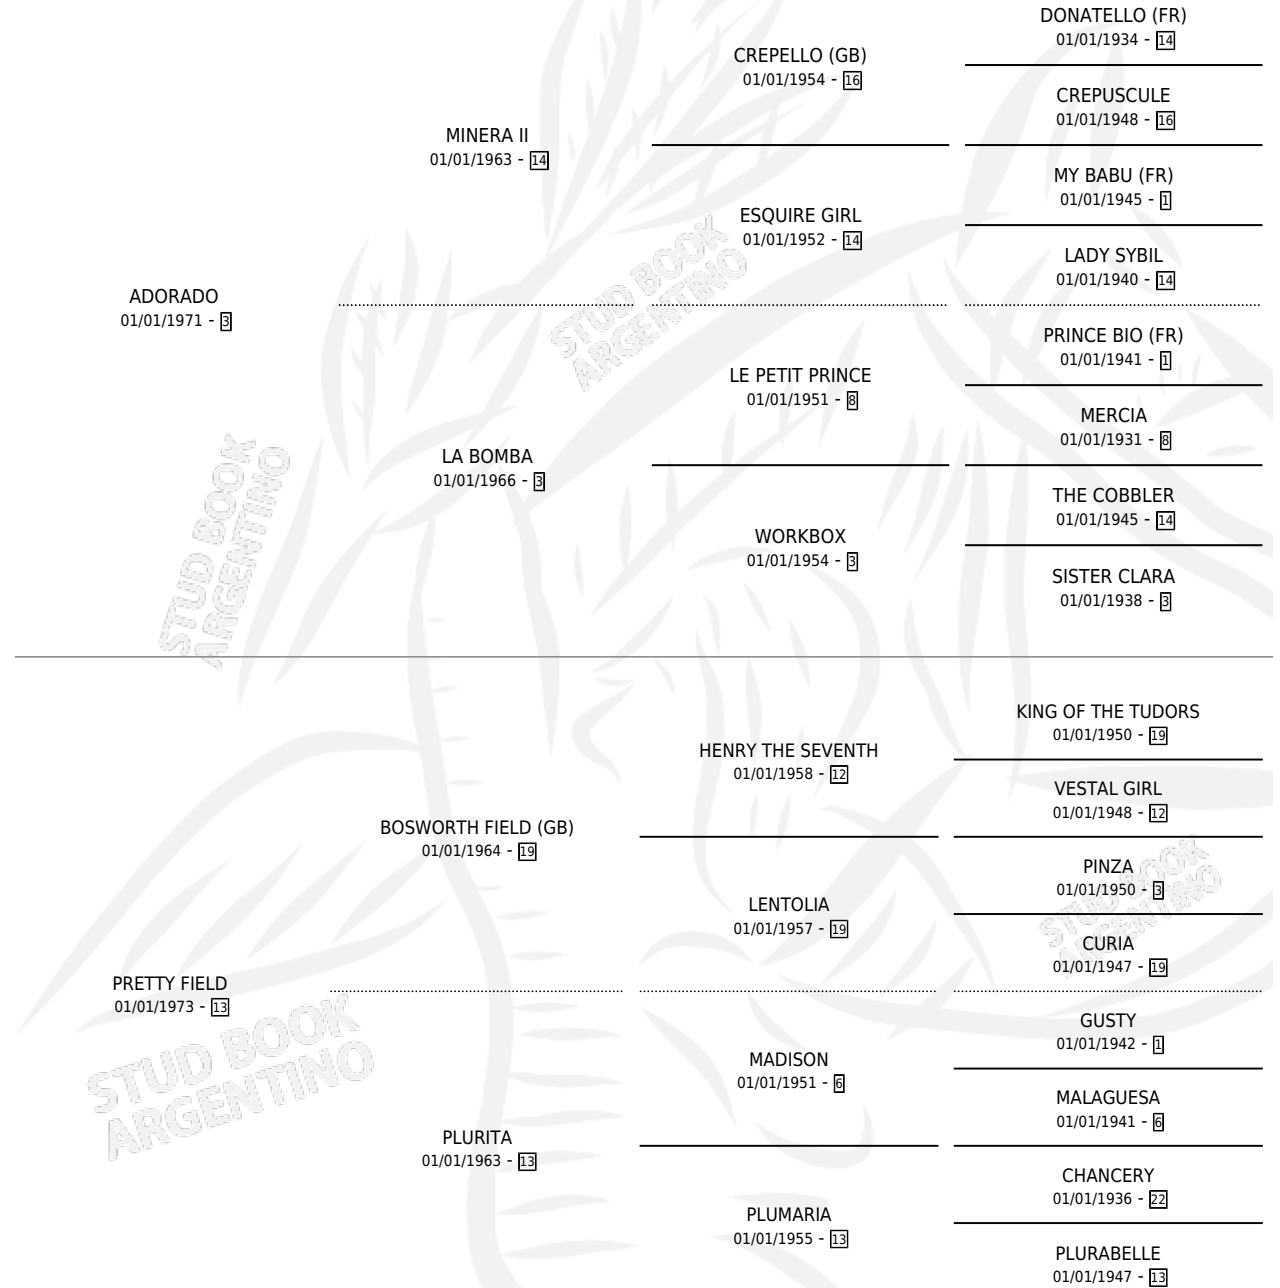 DONATELLO (FR)
01/01/1934 - 14
CREPELLO (GB)
01/01/1954 - 16
CREPUSCULE
01/01/1948 - 16
MINERA II
01/01/1963 - 14
MY BABU (FR)
01/01/1945 - 1
ESQUIRE GIRL
01/01/1952 - 14
LADY SYBIL
01/01/1940 - 14
ADORADO
01/01/1971 - 3
STUD BOOK
ARGENTINO
PRINCE BIO (FR)
01/01/1941 - 1
LE PETIT PRINCE
01/01/1951 - 8
MERCIA
01/01/1931 - 8
LA BOMBA
01/01/1966 - 3
THE COBBLER
01/01/1945 - 14
WORKBOX
01/01/1954 - 3
SISTER CLARA
01/01/1938 - 3
STUD BOOK
ARGENTINO
KING OF THE TUDORS
01/01/1950 - 19
HENRY THE SEVENTH
01/01/1958 - 12
VESTAL GIRL
01/01/1948 - 12
BOSWORTH FIELD (GB)
01/01/1964 - 19
PINZA
01/01/1950 - 3
LENTOLIA
01/01/1957 - 19
CURIA
01/01/1947 - 19
STUD BOOK
ARGENTINO
PRETTY FIELD
01/01/1973 - 13
GUSTY
01/01/1942 - 1
MADISON
01/01/1951 - 6
MALAGUESA
01/01/1941 - 6
STUD BOOK
ARGENTINO
PLURITA
01/01/1963 - 13
CHANCERY
01/01/1936 - 22
PLUMARIA
01/01/1955 - 13
PLURABELLE
01/01/1947 - 13